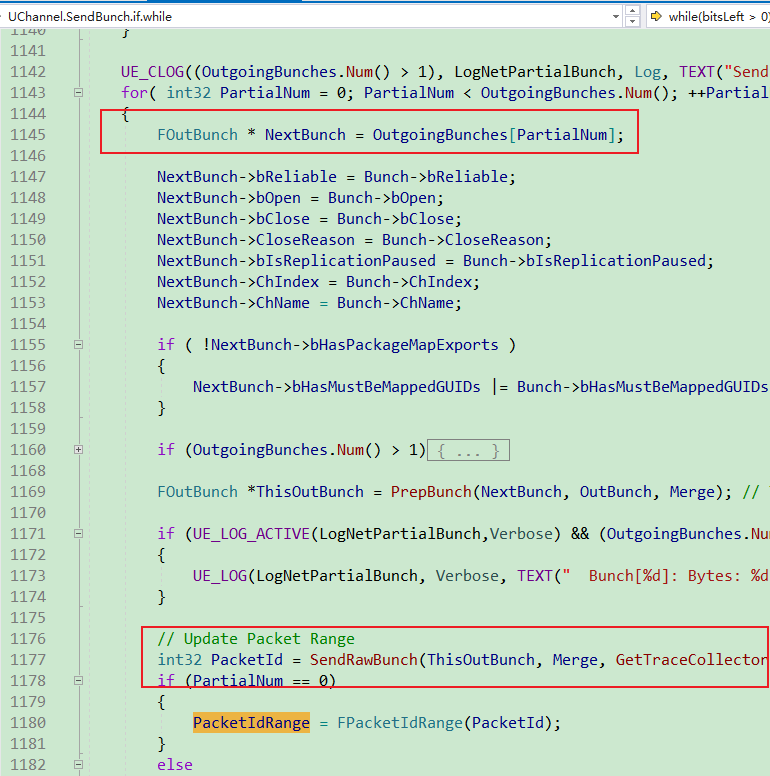 UChannel.SendBunch.if.while
while(bitsLeft > 0)
1140 }
1141
1142 UE_CLOG((OutgoingBunches.Num() > 1), LogNetPartialBunch, Log, TEXT("Send
1143 for( int32 PartialNum = 0; PartialNum < OutgoingBunches.Num(); ++Partial
1144 {
1145 FOutBunch * NextBunch = OutgoingBunches[PartialNum];
1146
1147 NextBunch->bReliable = Bunch->bReliable;
1148 NextBunch->bOpen = Bunch->bOpen;
1149 NextBunch->bClose = Bunch->bClose;
1150 NextBunch->CloseReason = Bunch->CloseReason;
1151 NextBunch->bIsReplicationPaused = Bunch->bIsReplicationPaused;
1152 NextBunch->ChIndex = Bunch->ChIndex;
1153 NextBunch->ChName = Bunch->ChName;
1154
1155 if ( !NextBunch->bHasPackageMapExports )
1156 {
1157 NextBunch->bHasMustBeMappedGUIDs |= Bunch->bHasMustBeMappedGUIDs
1158 }
1159
1160 if (OutgoingBunches.Num() > 1){ ... }
1168
1169 FOutBunch *ThisOutBunch = PrepBunch(NextBunch, OutBunch, Merge); //
1170
1171 if (UE_LOG_ACTIVE(LogNetPartialBunch,Verbose) && (OutgoingBunches.Nu
1172 {
1173 UE_LOG(LogNetPartialBunch, Verbose, TEXT(" Bunch[%d]: Bytes: %d
1174 }
1175
1176 // Update Packet Range
1177 int32 PacketId = SendRawBunch(ThisOutBunch, Merge, GetTraceCollector
1178 if (PartialNum == 0)
1179 {
1180 PacketIdRange = FPacketIdRange(PacketId);
1181 }
1182 else